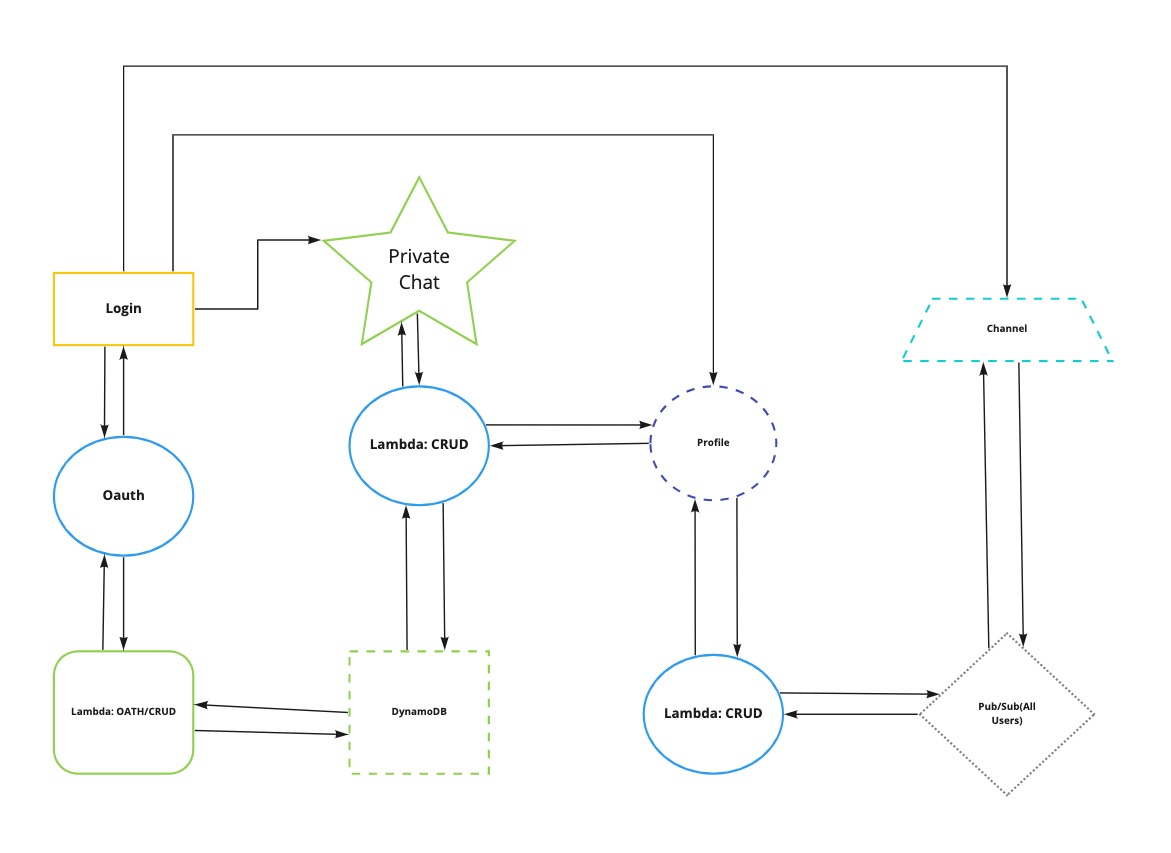 Private
Chat
Login
Channel
Lambda: CRUD
Profile
Oauth
Lambda: OATH/CRUD
DynamoDB
Lambda: CRUD
Pub/Sub(All
Users)